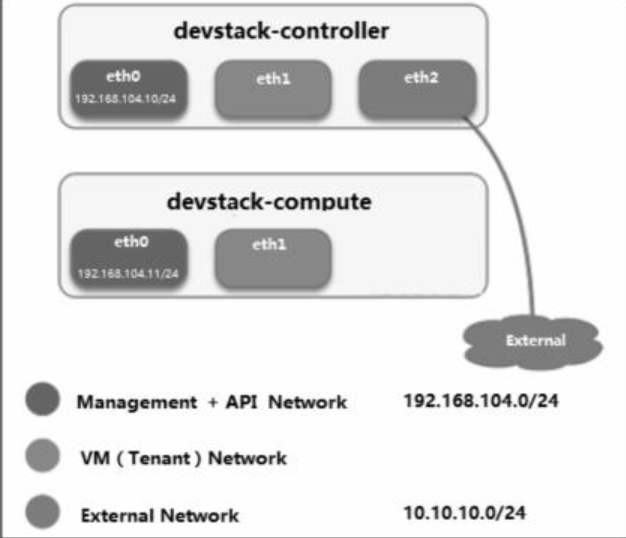 devstack-controller
eth0
192.168.104.10/24
eth1
eth2
devstack-compute
eth0
192.168.104.11/24
eth1
External
Management + API Network 192.168.104.0/24
VM ( Tenant ) Network
External Network 10.10.10.0/24